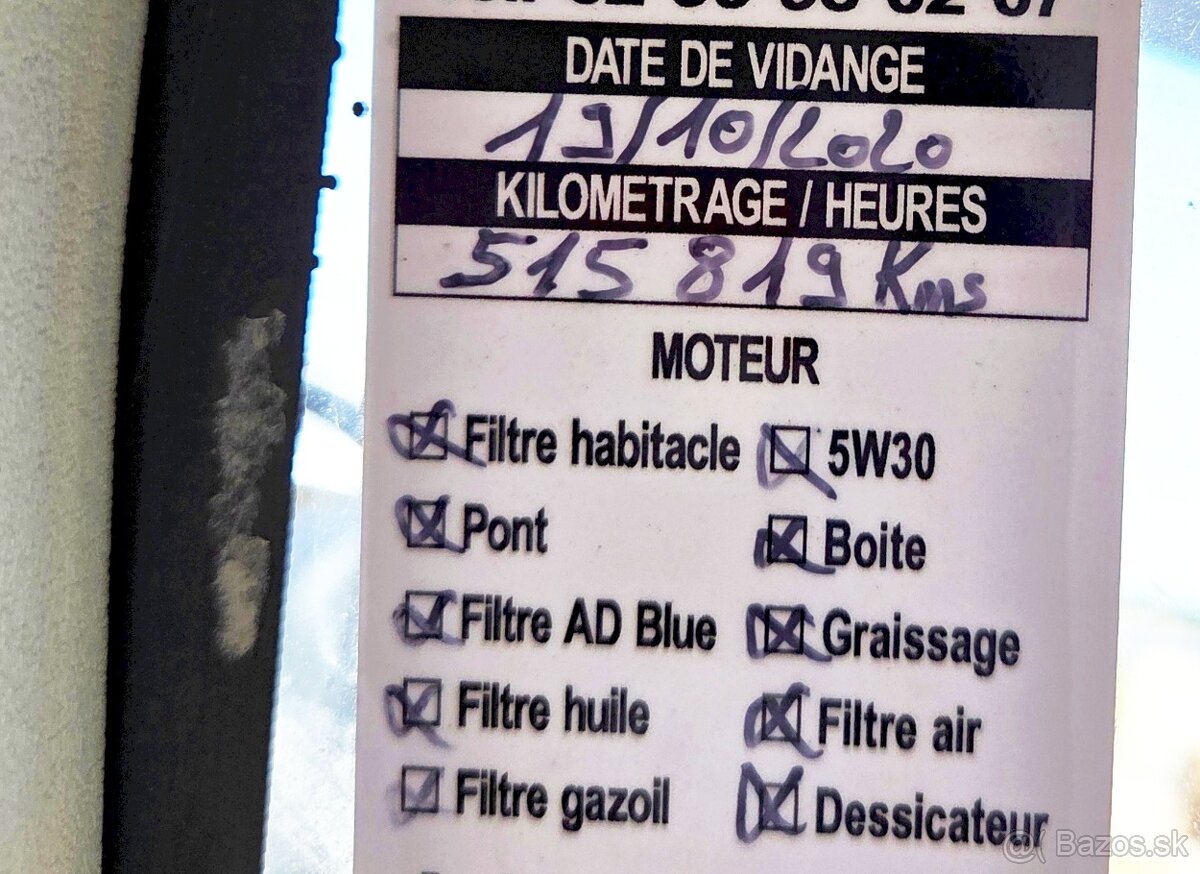 DATE DE VIDANGE
19/10/2020
KILOMETRAGE / HEURES
515 819 Kms
MOTEUR
Filtre habitacle 5W30
Pont Boite
Filtre AD Blue Graissage
Filtre huile Filtre air
Filtre gazoil Dessicateur
Bazos.sk